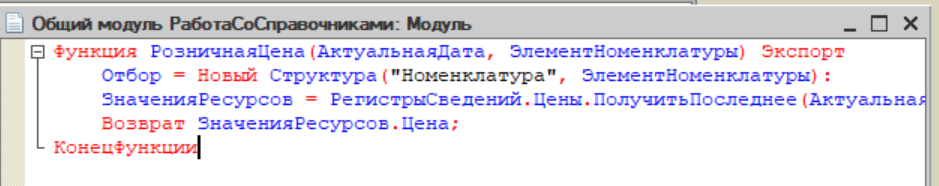 Общий модуль РаботаСоСправочниками: Модуль
Функция РозничнаяЦена(АктуальнаяДата, ЭлементНоменклатуры) Экспорт
Отбор = Новый Структура("Номенклатура", ЭлементНоменклатуры):
ЗначенияРесурсов = РегистрыСведений.Цены.ПолучитьПоследнее(Актуальная
Возврат ЗначенияРесурсов.Цена;
КонецФункции